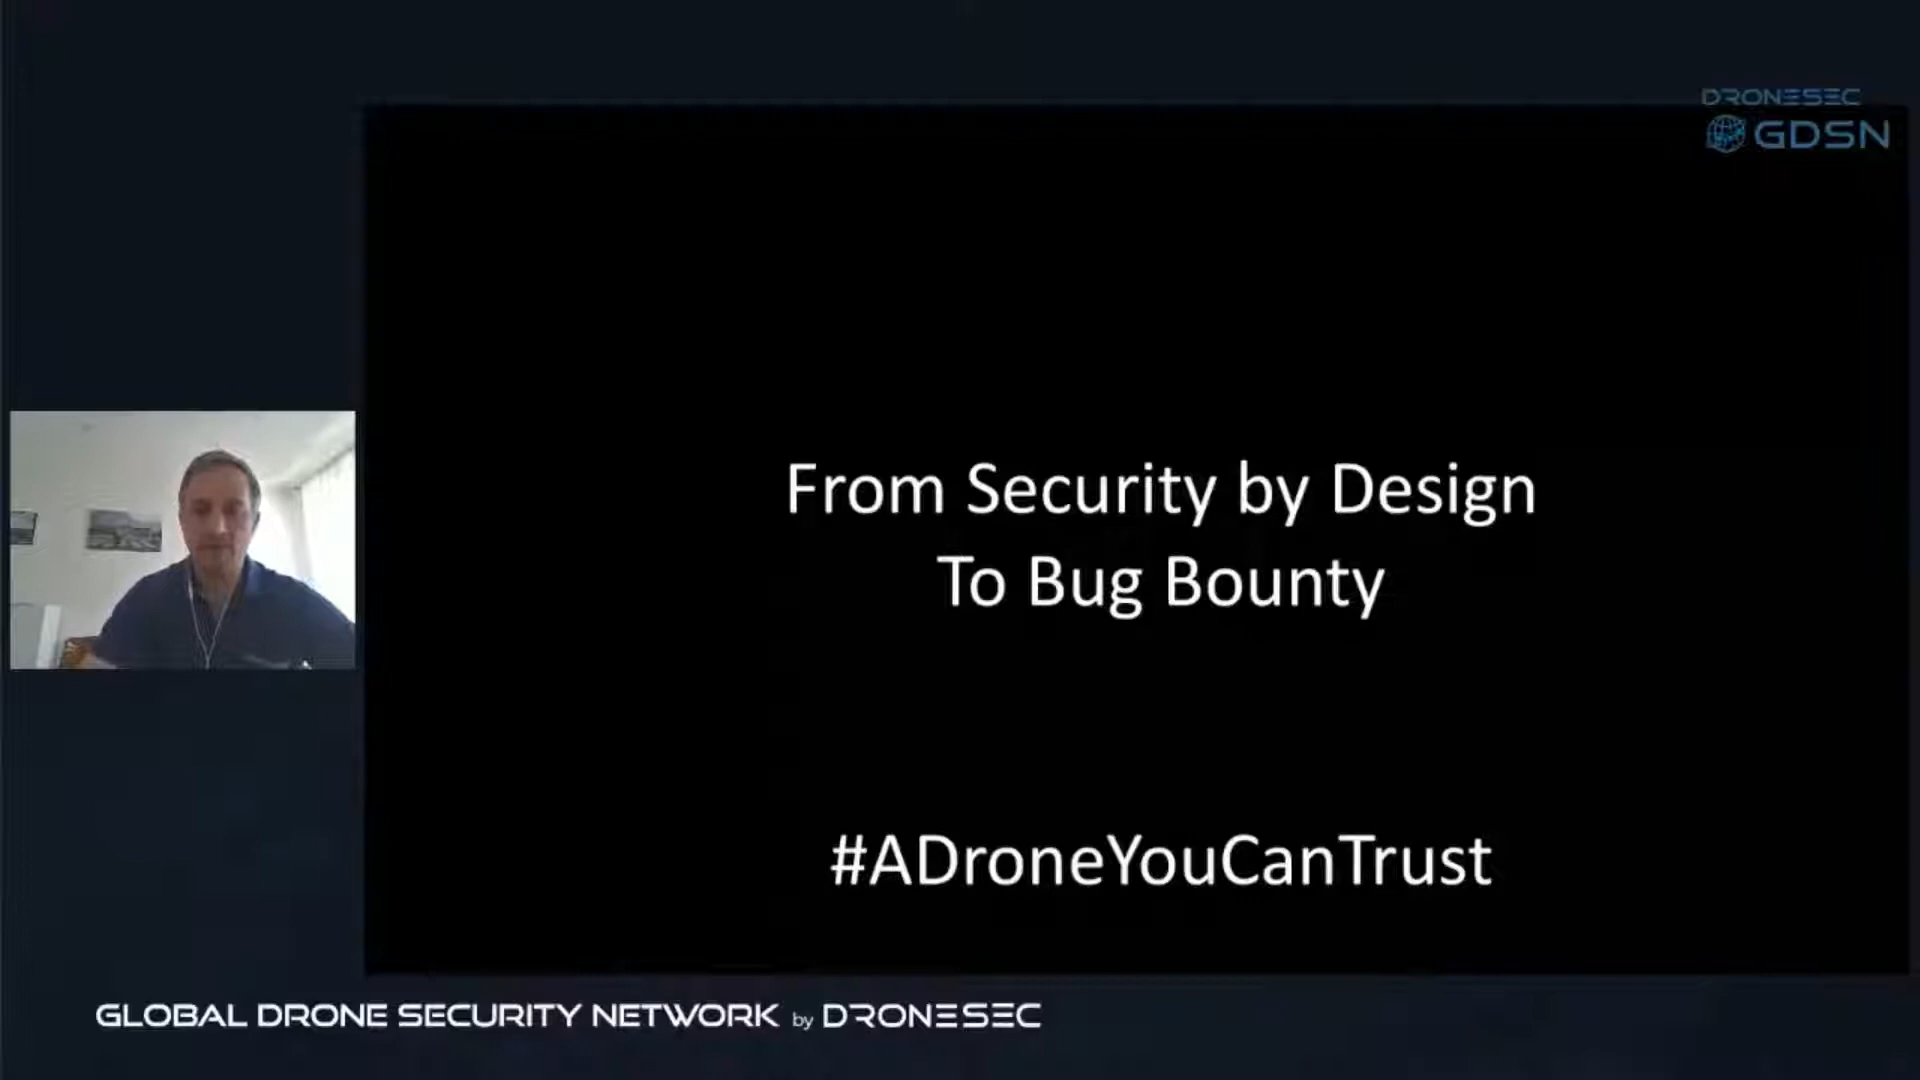 DRONESEC
GDSN
From Security by Design
To Bug Bounty
#ADroneYouCanTrust
GLOBAL DRONE SECURITY NETWORK by DRONESEC